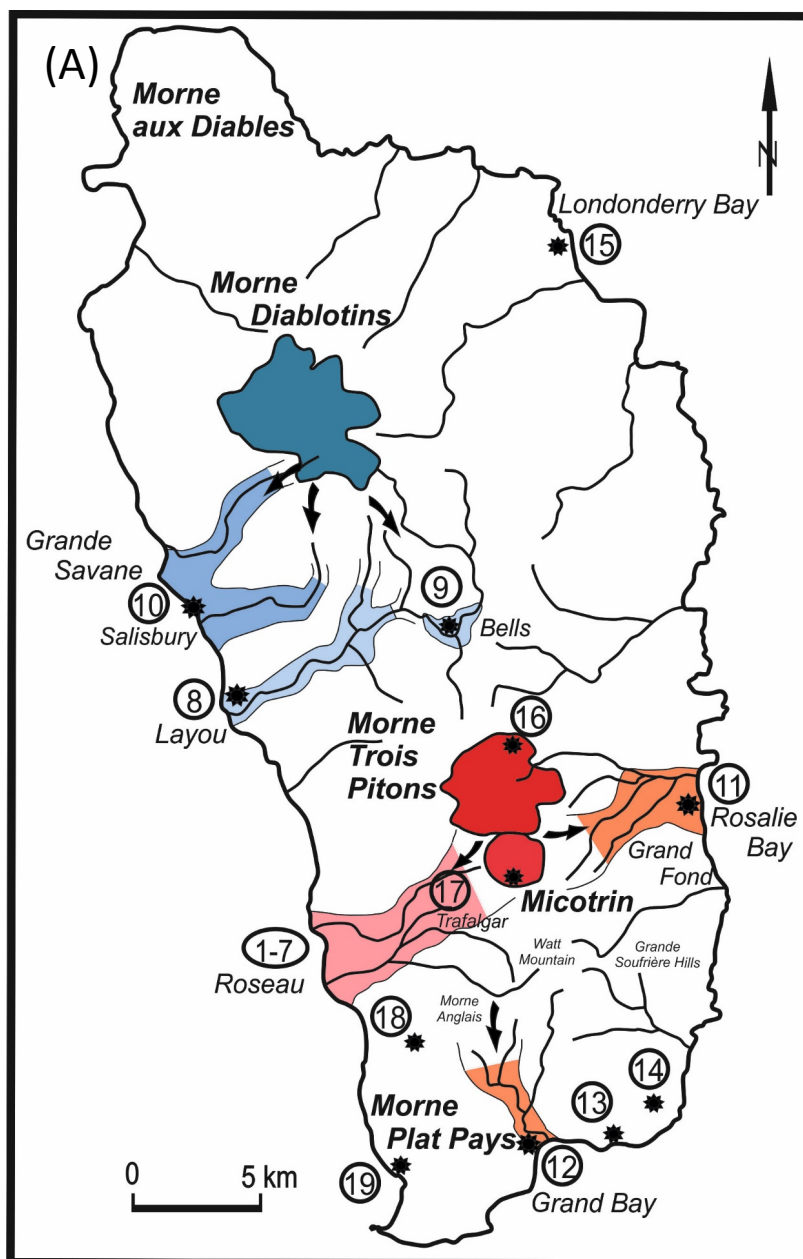 (A)
Morne
aux Diables
N
Londonderry Bay
15
Morne
Diablotins
Grande
Savane
9
10
Salisbury
Bells
8
Layou
16
Morne
Trois
Pitons
11
Rosalie
Bay
Grand
Fond
17
Trafalgar
Micotrin
1-7
Roseau
Watt
Mountain
Grande
Soufrière Hills
Morne
Anglais
18
14
13
Morne
Plat Pays
12
Grand Bay
19
0 5 km